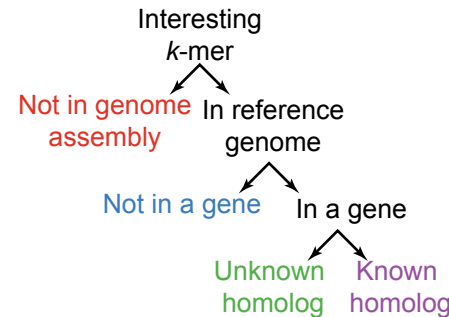 Interesting
k-mer
Not in genome
assembly
In reference
genome
Not in a gene
In a gene
Unknown
homolog
Known
homolog